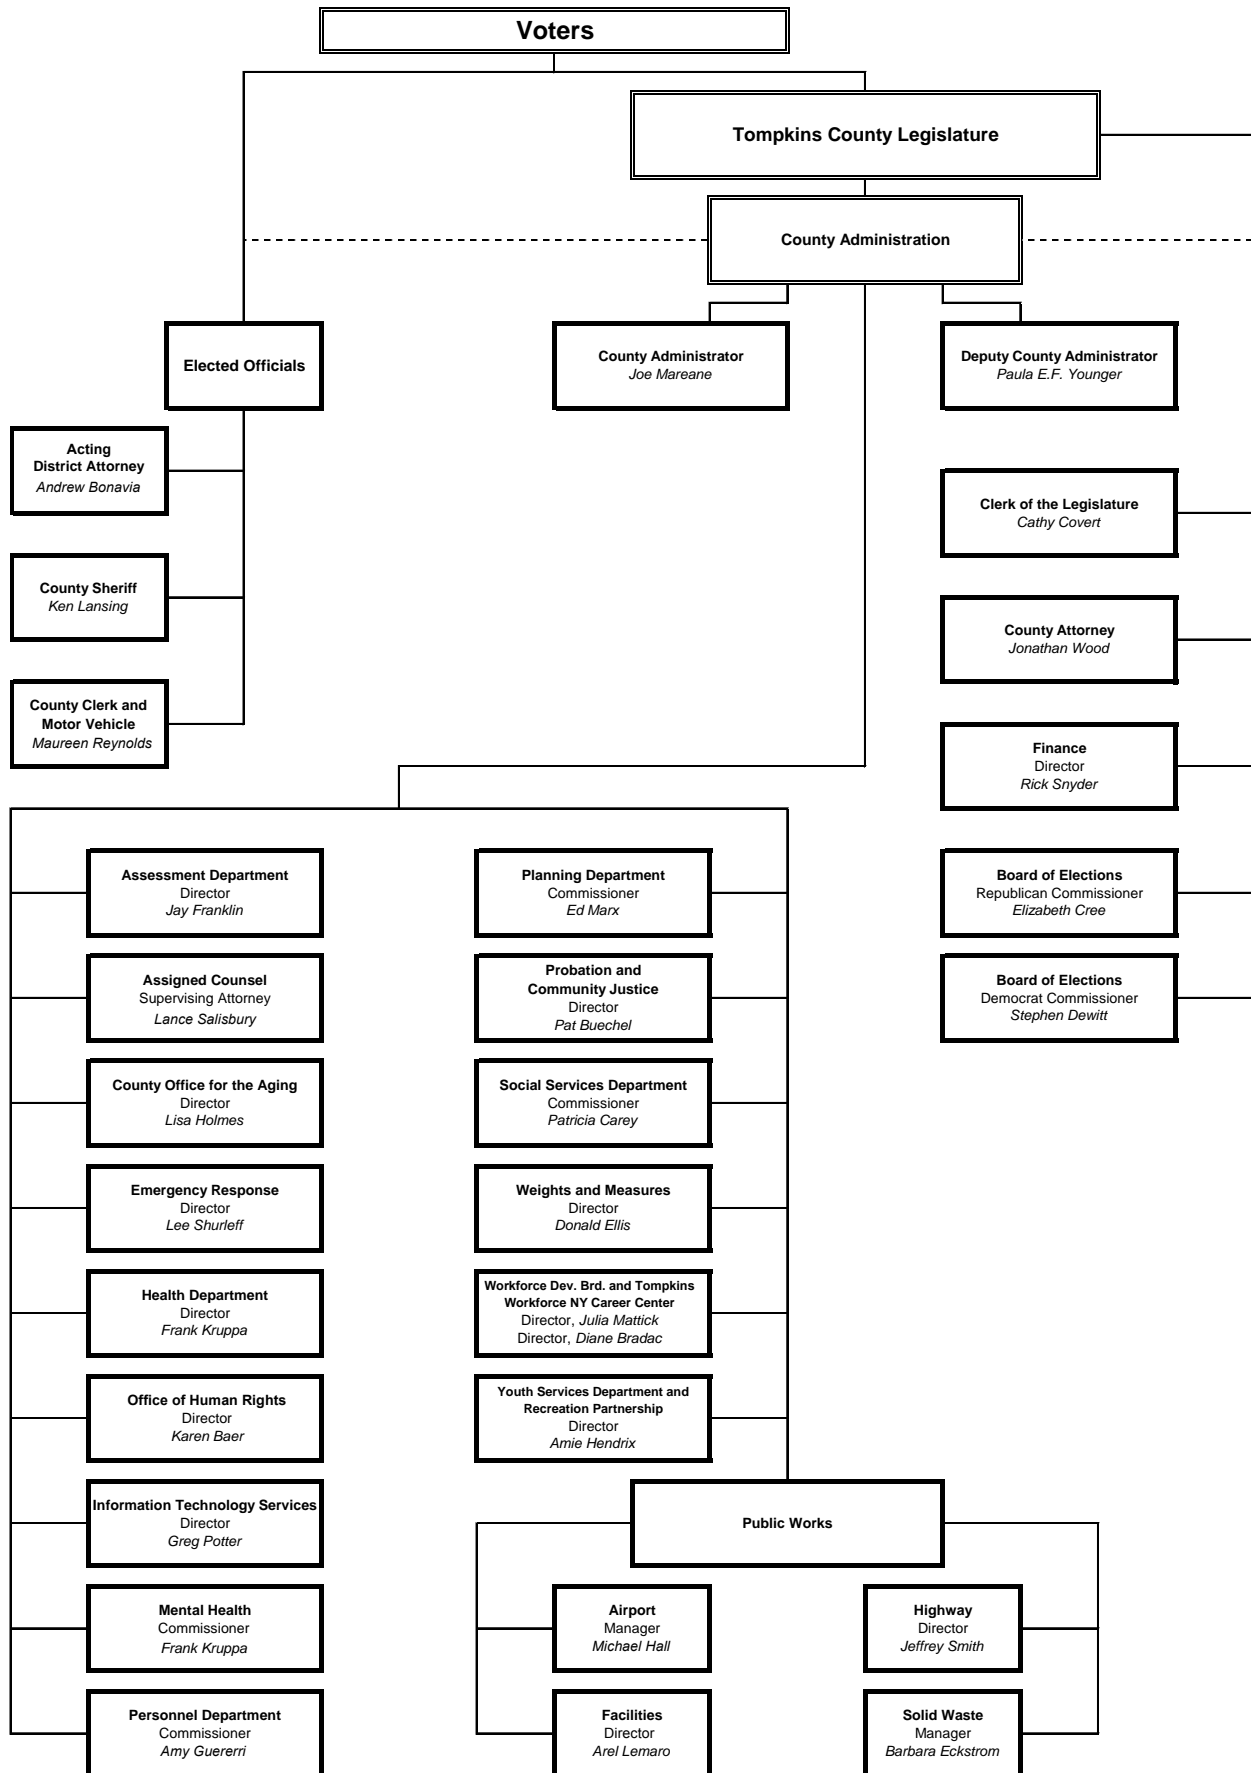 Voters
Tompkins County Legislature
County Administration
Elected Officials
County Administrator
Joe Mareane
Deputy County Administrator
Paula E.F. Younger
Acting
District Attorney
Andrew Bonavia
County Sheriff
Ken Lansing
County Clerk and
Motor Vehicle
Maureen Reynolds
Clerk of the Legislature
Cathy Covert
County Attorney
Jonathan Wood
Finance
Director
Rick Snyder
Board of Elections
Republican Commissioner
Elizabeth Cree
Board of Elections
Democrat Commissioner
Stephen Dewitt
Assessment Department
Director
Jay Franklin
Assigned Counsel
Supervising Attorney
Lance Salisbury
County Office for the Aging
Director
Lisa Holmes
Emergency Response
Director
Lee Shurleff
Health Department
Director
Frank Kruppa
Office of Human Rights
Director
Karen Baer
Information Technology Services
Director
Greg Potter
Mental Health
Commissioner
Frank Kruppa
Personnel Department
Commissioner
Amy Guererri
Planning Department
Commissioner
Ed Marx
Probation and
Community Justice
Director
Pat Buechel
Social Services Department
Commissioner
Patricia Carey
Weights and Measures
Director
Donald Ellis
Workforce Dev. Brd. and Tompkins
Workforce NY Career Center
Director, Julia Mattick
Director, Diane Bradac
Youth Services Department and
Recreation Partnership
Director
Amie Hendrix
Public Works
Airport
Manager
Michael Hall
Highway
Director
Jeffrey Smith
Facilities
Director
Arel Lemaro
Solid Waste
Manager
Barbara Eckstrom